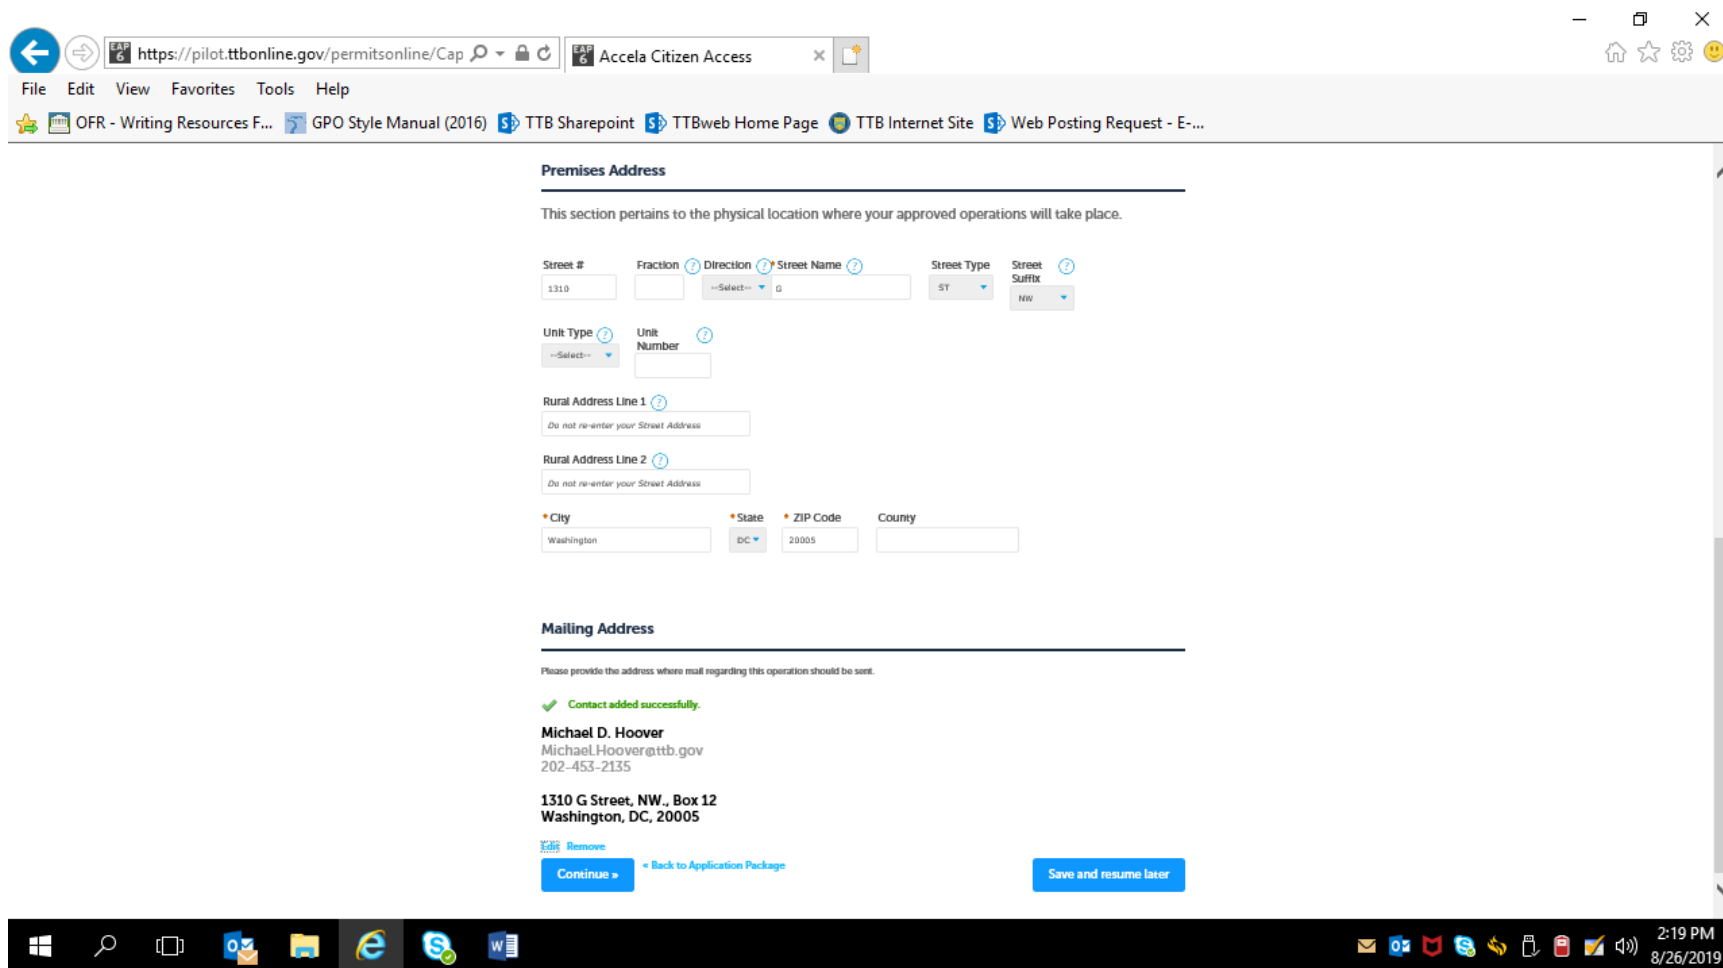 https://pilot.ttbonline.gov/permitsonline/Cap
Accela Citizen Access
File Edit View Favorites Tools Help
OFR - Writing Resources F... GPO Style Manual (2016) TTB Sharepoint TTBweb Home Page TTB Internet Site Web Posting Request - E-...
Premises Address
This section pertains to the physical location where your approved operations will take place.
Street # Fraction ? Direction ? * Street Name ? Street Type Street Suffix ?
1310 --Select-- G ST NW
Unit Type ? Unit Number ?
--Select--
Rural Address Line 1 ?
Do not re-enter your Street Address
Rural Address Line 2 ?
Do not re-enter your Street Address
* City * State * ZIP Code County
Washington DC 20005
Mailing Address
Please provide the address where mail regarding this operation should be sent.
Contact added successfully.
Michael D. Hoover
Michael.Hoover@ttb.gov
202-453-2135
1310 G Street, NW., Box 12
Washington, DC, 20005
Edit Remove
Continue » « Back to Application Package Save and resume later
2:19 PM
8/26/2019